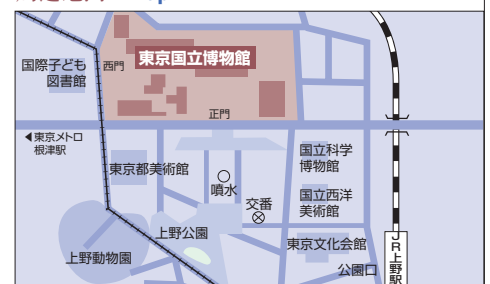 国際子ども
図書館
西門
東京国立博物館
正門
◀東京メトロ
根津駅
東京都美術館
噴水
交番
国立科学
博物館
国立西洋
美術館
上野公園
上野動物園
東京文化会館
公園口
JR上野駅